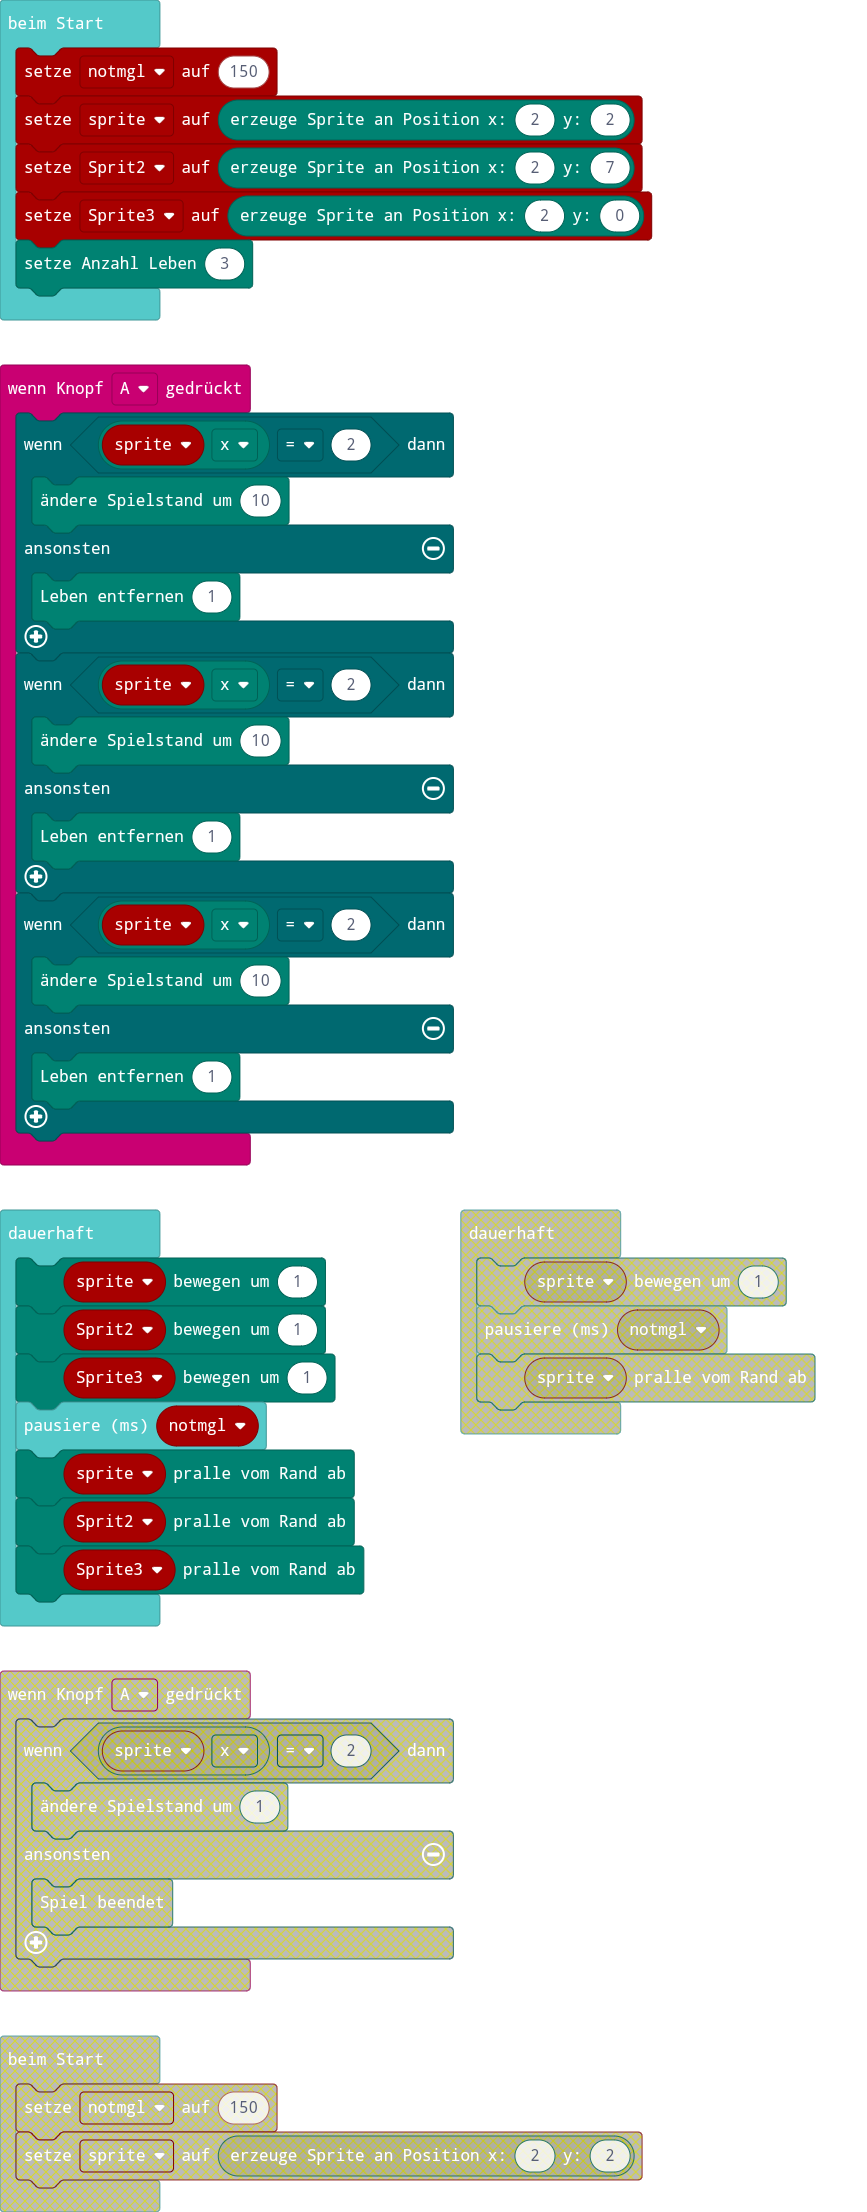 beim Start
setze notmgl auf 150
setze sprite auf erzeuge Sprite an Position x: 2 y: 2
setze Sprit2 auf erzeuge Sprite an Position x: 2 y: 7
setze Sprite3 auf erzeuge Sprite an Position x: 2 y: 0
setze Anzahl Leben 3
wenn Knopf A gedrückt
wenn sprite x = 2 dann
ändere Spielstand um 10
ansonsten
Leben entfernen 1
wenn sprite x = 2 dann
ändere Spielstand um 10
ansonsten
Leben entfernen 1
wenn sprite x = 2 dann
ändere Spielstand um 10
ansonsten
Leben entfernen 1
dauerhaft
sprite bewegen um 1
Sprit2 bewegen um 1
Sprite3 bewegen um 1
pausiere (ms) notmgl
sprite pralle vom Rand ab
Sprit2 pralle vom Rand ab
Sprite3 pralle vom Rand ab
dauerhaft
sprite bewegen um 1
pausiere (ms) notmgl
sprite pralle vom Rand ab
wenn Knopf A gedrückt
wenn sprite x = 2 dann
ändere Spielstand um 1
ansonsten
Spiel beendet
beim Start
setze notmgl auf 150
setze sprite auf erzeuge Sprite an Position x: 2 y: 2